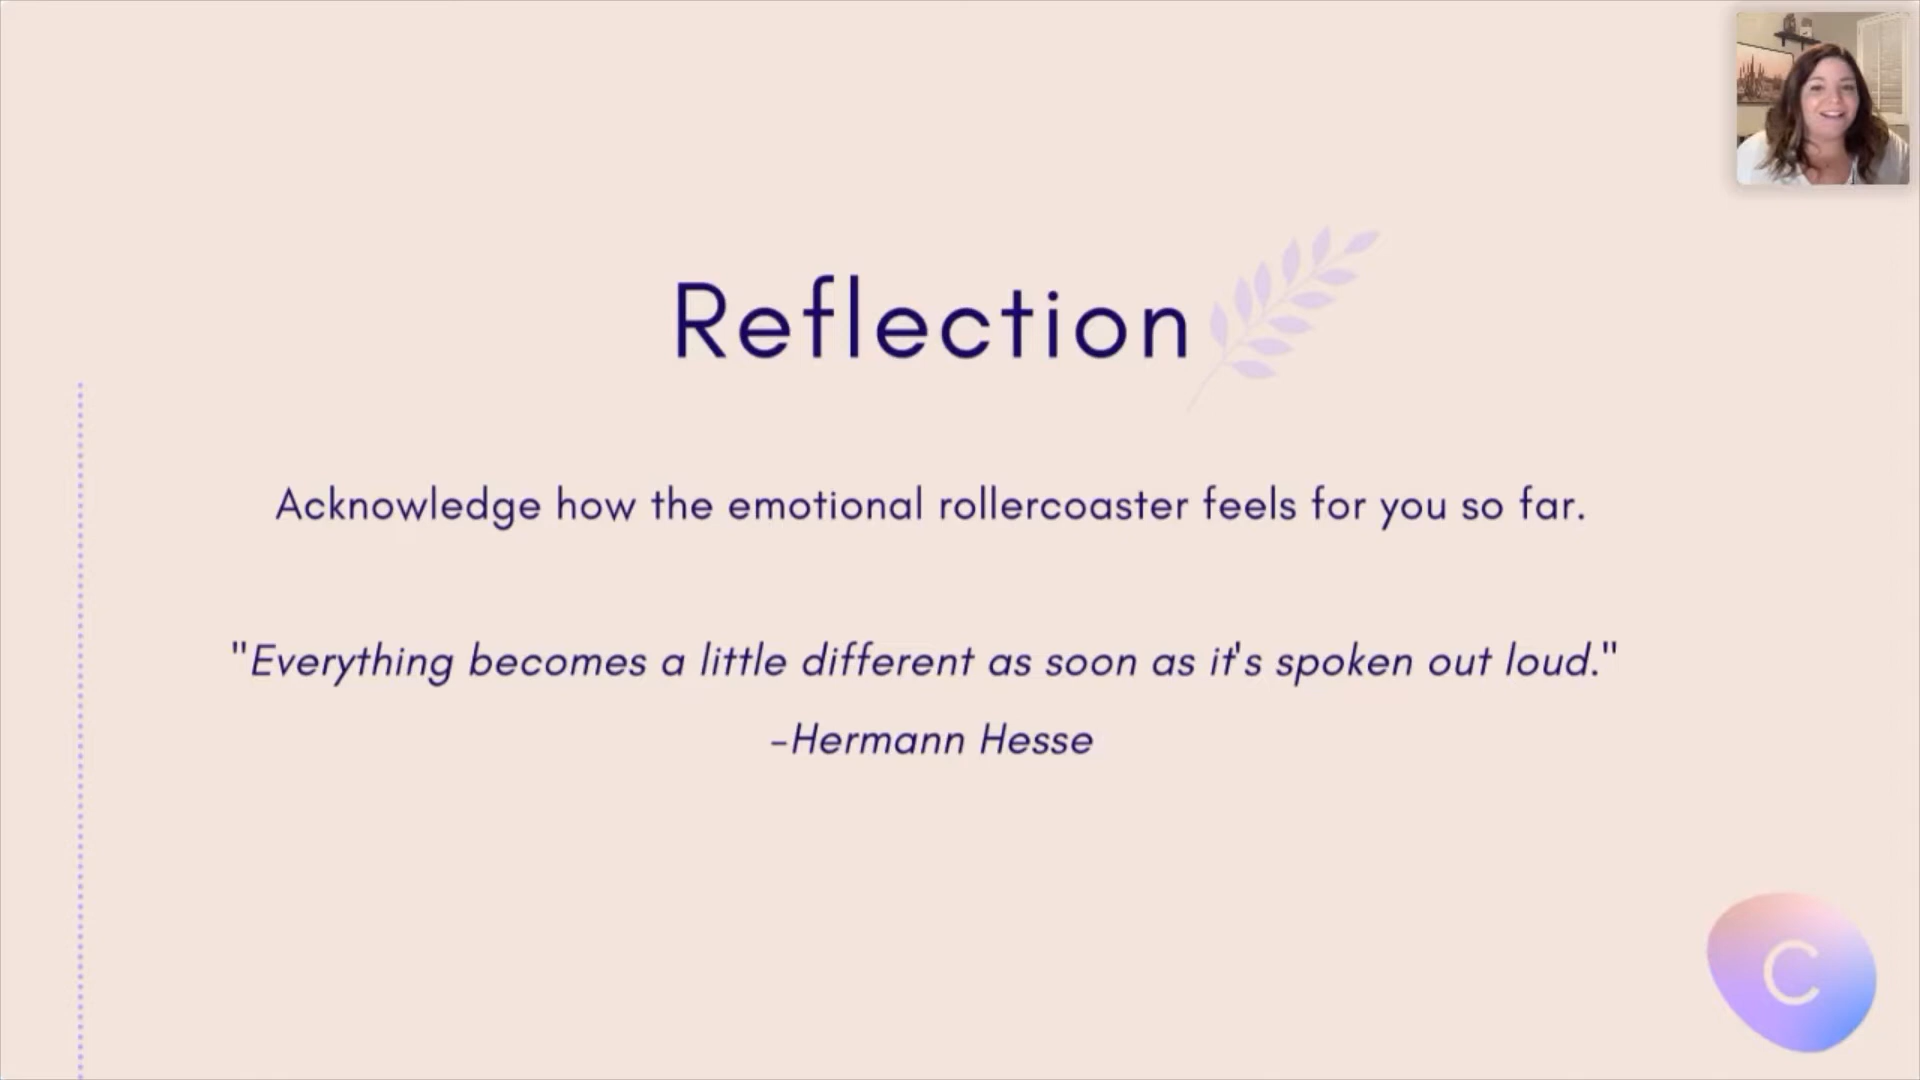 Reflection
Acknowledge how the emotional rollercoaster feels for you so far.
"Everything becomes a little different as soon as it's spoken out loud."
-Hermann Hesse
C